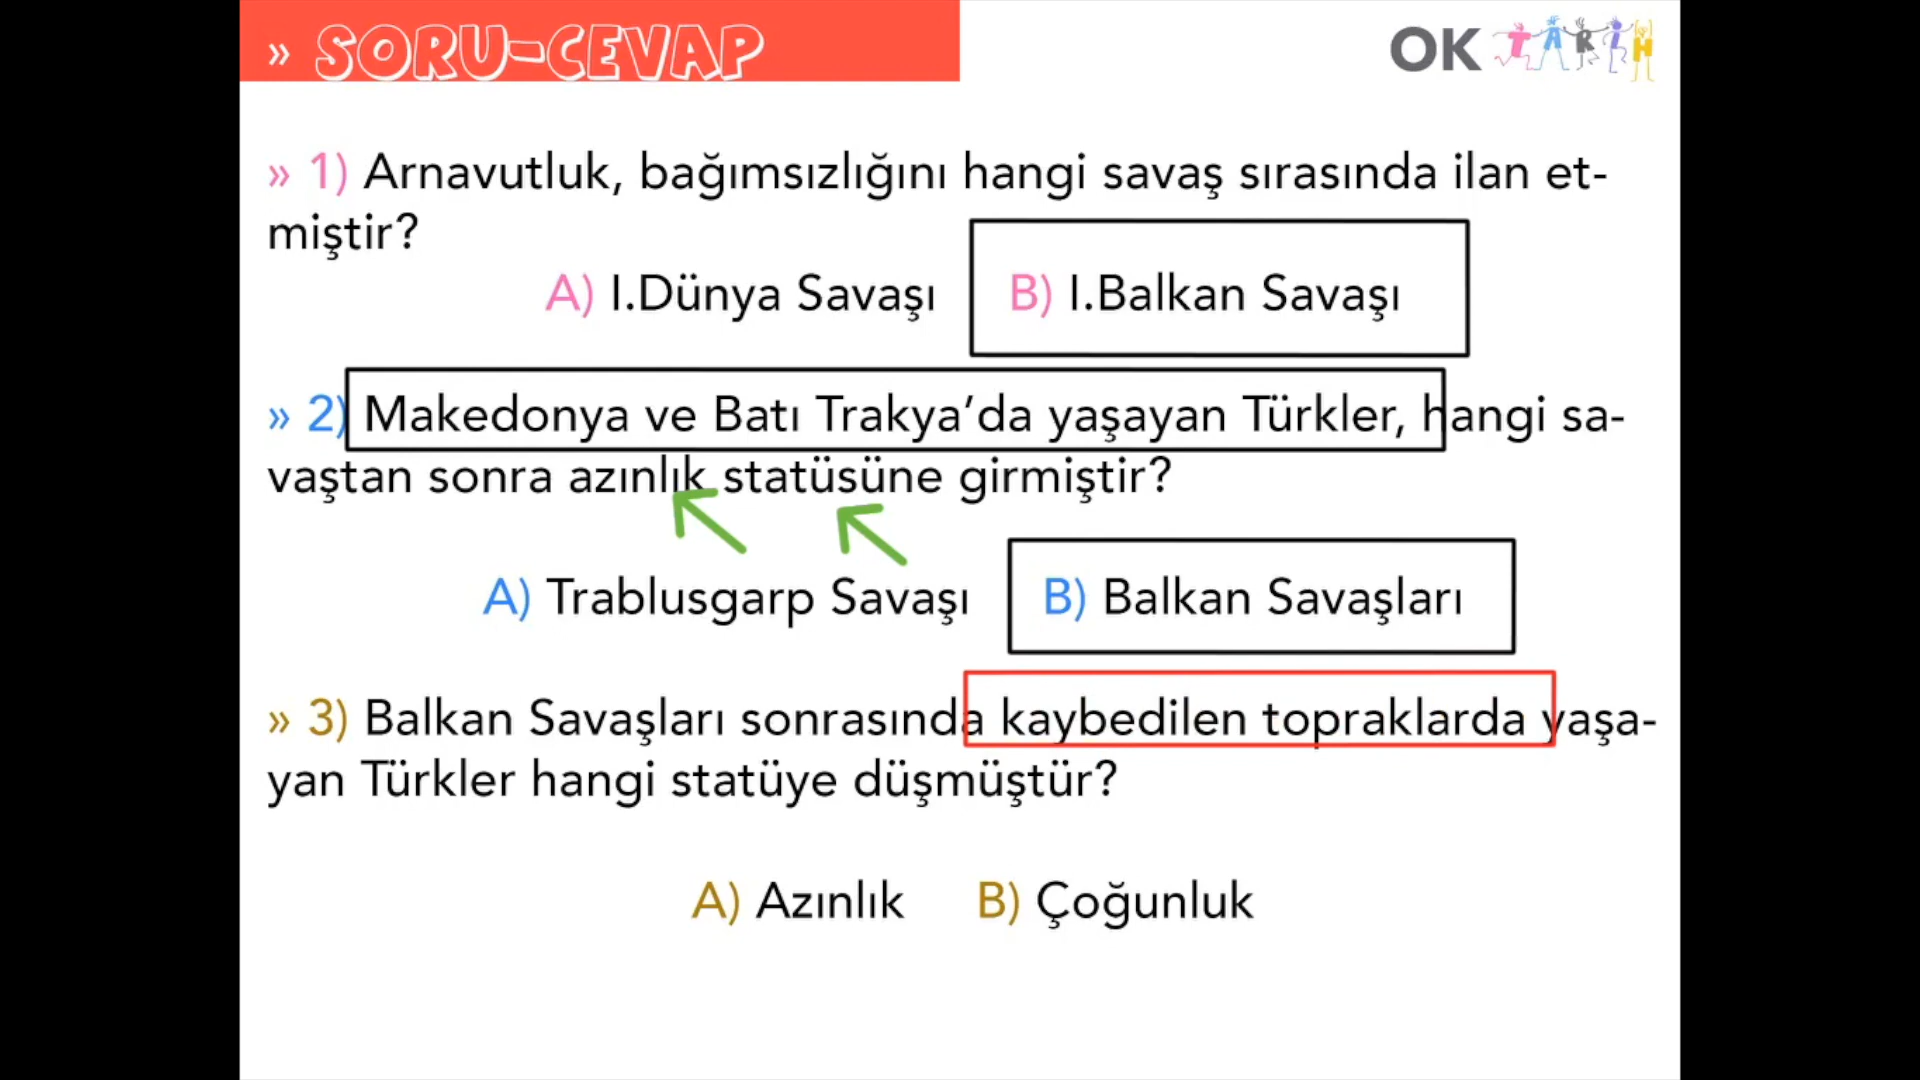 » SORU-CEVAP
OK TARİH
» 1) Arnavutluk, bağımsızlığını hangi savaş sırasında ilan et-
miştir?
A) I.Dünya Savaşı B) I.Balkan Savaşı
» 2) Makedonya ve Batı Trakya’da yaşayan Türkler, hangi sa-
vaştan sonra azınlık statüsüne girmiştir?
A) Trablusgarp Savaşı B) Balkan Savaşları
» 3) Balkan Savaşları sonrasında kaybedilen topraklarda yaşa-
yan Türkler hangi statüye düşmüştür?
A) Azınlık B) Çoğunluk